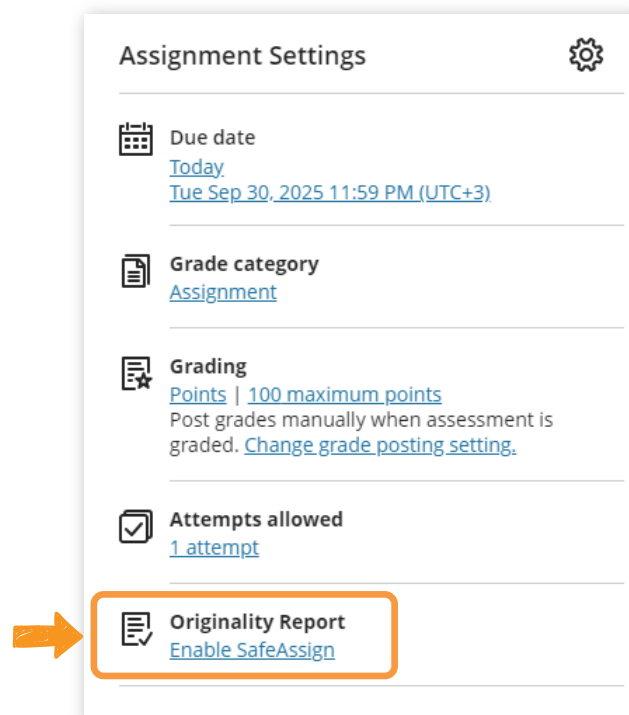 Assignment Settings
Due date
Today
Tue Sep 30, 2025 11:59 PM (UTC+3)
Grade category
Assignment
Grading
Points | 100 maximum points
Post grades manually when assessment is
graded. Change grade posting setting.
Attempts allowed
1 attempt
Originality Report
Enable SafeAssign